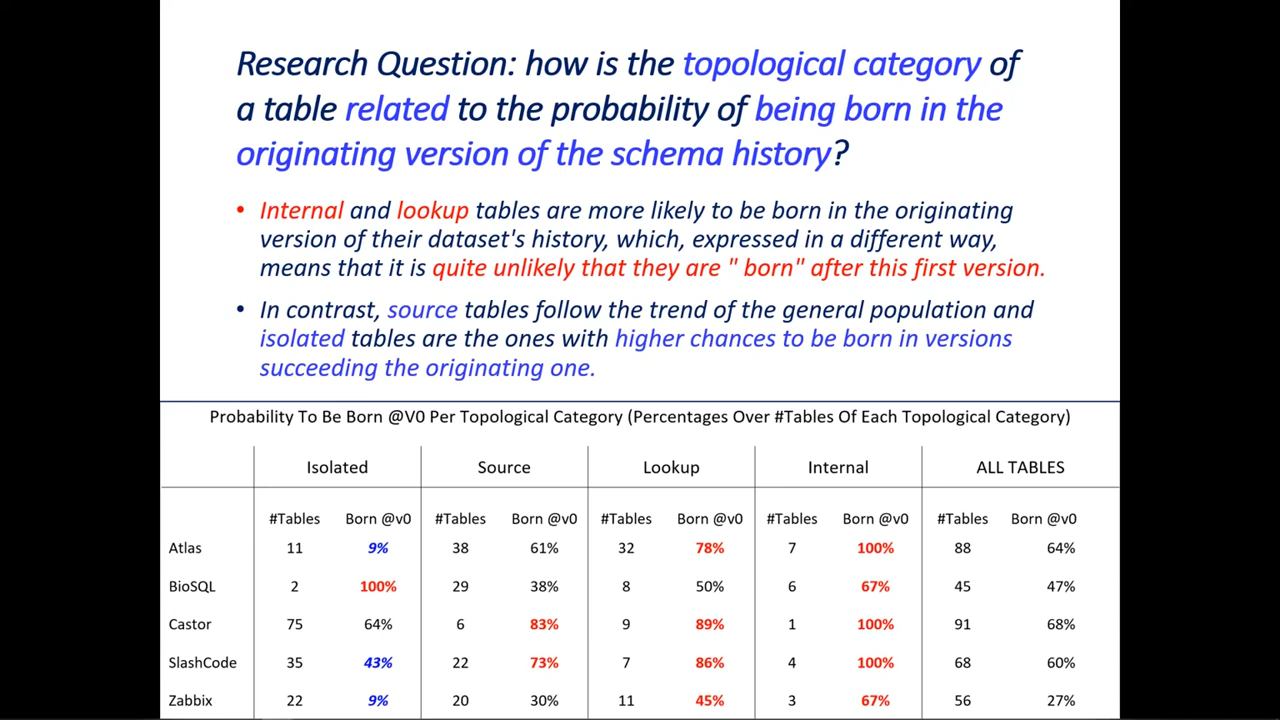 Research Question: how is the topological category of
a table related to the probability of being born in the
originating version of the schema history?
• Internal and lookup tables are more likely to be born in the originating
version of their dataset's history, which, expressed in a different way,
means that it is quite unlikely that they are " born" after this first version.
• In contrast, source tables follow the trend of the general population and
isolated tables are the ones with higher chances to be born in versions
succeeding the originating one.
Probability To Be Born @V0 Per Topological Category (Percentages Over #Tables Of Each Topological Category)
Isolated Source Lookup Internal ALL TABLES
#Tables Born @v0 #Tables Born @v0 #Tables Born @v0 #Tables Born @v0 #Tables Born @v0
Atlas 11 9% 38 61% 32 78% 7 100% 88 64%
BioSQL 2 100% 29 38% 8 50% 6 67% 45 47%
Castor 75 64% 6 83% 9 89% 1 100% 91 68%
SlashCode 35 43% 22 73% 7 86% 4 100% 68 60%
Zabbix 22 9% 20 30% 11 45% 3 67% 56 27%